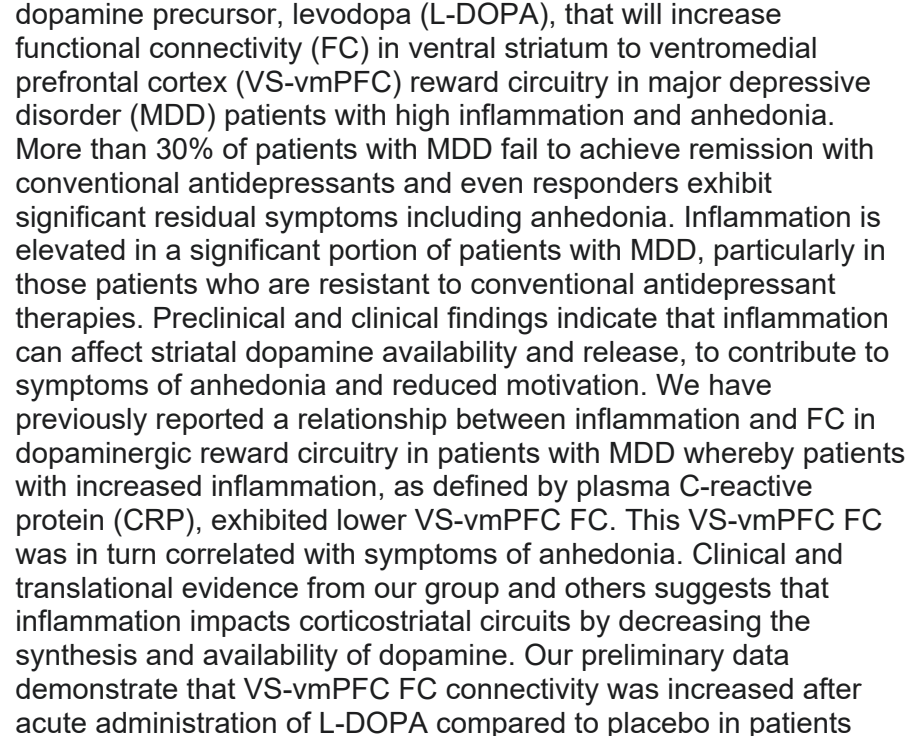 dopamine precursor, levodopa (L-DOPA), that will increase
functional connectivity (FC) in ventral striatum to ventromedial
prefrontal cortex (VS-vmPFC) reward circuitry in major depressive
disorder (MDD) patients with high inflammation and anhedonia.
More than 30% of patients with MDD fail to achieve remission with
conventional antidepressants and even responders exhibit
significant residual symptoms including anhedonia. Inflammation is
elevated in a significant portion of patients with MDD, particularly in
those patients who are resistant to conventional antidepressant
therapies. Preclinical and clinical findings indicate that inflammation
can affect striatal dopamine availability and release, to contribute to
symptoms of anhedonia and reduced motivation. We have
previously reported a relationship between inflammation and FC in
dopaminergic reward circuitry in patients with MDD whereby patients
with increased inflammation, as defined by plasma C-reactive
protein (CRP), exhibited lower VS-vmPFC FC. This VS-vmPFC FC
was in turn correlated with symptoms of anhedonia. Clinical and
translational evidence from our group and others suggests that
inflammation impacts corticostriatal circuits by decreasing the
synthesis and availability of dopamine. Our preliminary data
demonstrate that VS-vmPFC FC connectivity was increased after
acute administration of L-DOPA compared to placebo in patients